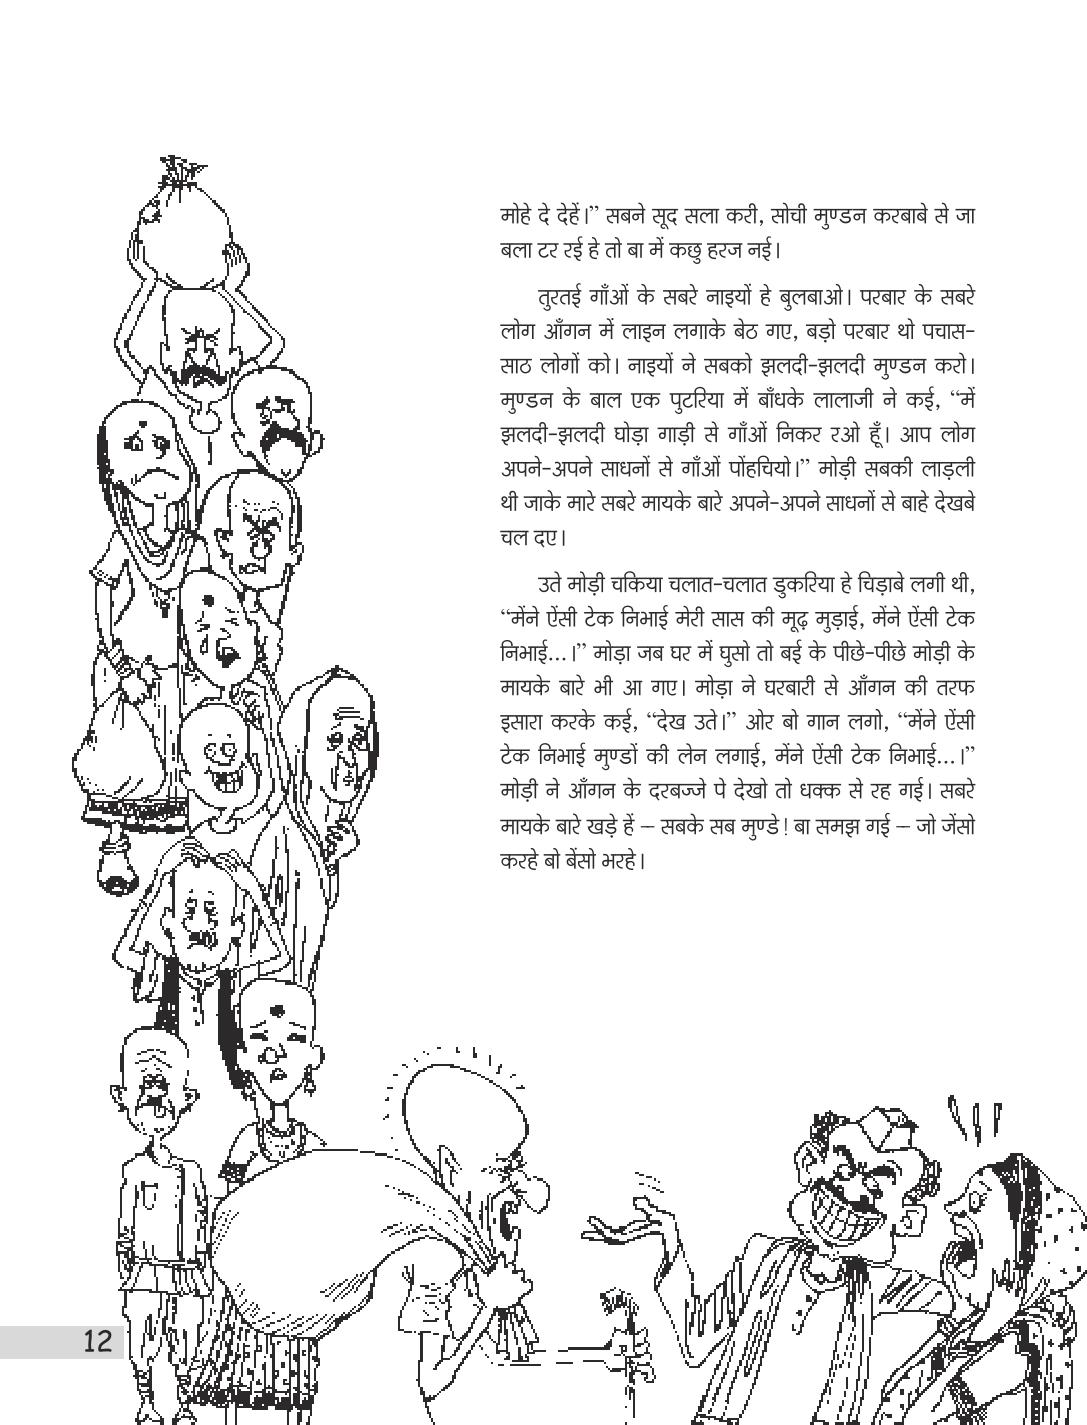 मोहे दे देहें।” सबने सूद सला करी, सोची मुण्डन करबाबे से जा
बला टर रई हे तो बा में कछु हरज नई।
तुरतई गाँओं के सबरे नाइयों हे बुलबाओ। परबार के सबरे
लोग आँगन में लाइन लगाके बेठ गए, बड़ो परबार थो पचास-
साठ लोगों को। नाइयों ने सबको झलदी-झलदी मुण्डन करो।
मुण्डन के बाल एक पुटरिया में बाँधके लालाजी ने कई, “में
झलदी-झलदी घोड़ा गाड़ी से गाँओं निकर रओ हूँ। आप लोग
अपने-अपने साधनों से गाँओं पोंहचियो।” मोड़ी सबकी लाड़ली
थी जाके मारे सबरे मायके बारे अपने-अपने साधनों से बाहे देखबे
चल दए।
उते मोड़ी चकिया चलात-चलात डुकरिया हे चिड़ाबे लगी थी,
“मेंने ऐंसी टेक निभाई मेरी सास की मूढ़ मुड़ाई, मेंने ऐंसी टेक
निभाई...।” मोड़ा जब घर में घुसो तो बई के पीछे-पीछे मोड़ी के
मायके बारे भी आ गए। मोड़ा ने घरबारी से आँगन की तरफ
इसारा करके कई, “देख उते।” ओर बो गान लगो, “मेंने ऐंसी
टेक निभाई मुण्डों की लेन लगाई, मेंने ऐंसी टेक निभाई...।”
मोड़ी ने आँगन के दरबज्जे पे देखो तो धक्क से रह गई। सबरे
मायके बारे खड़े हें – सबके सब मुण्डे! बा समझ गई – जो जेंसो
करहे बो बेंसो भरहे।
12